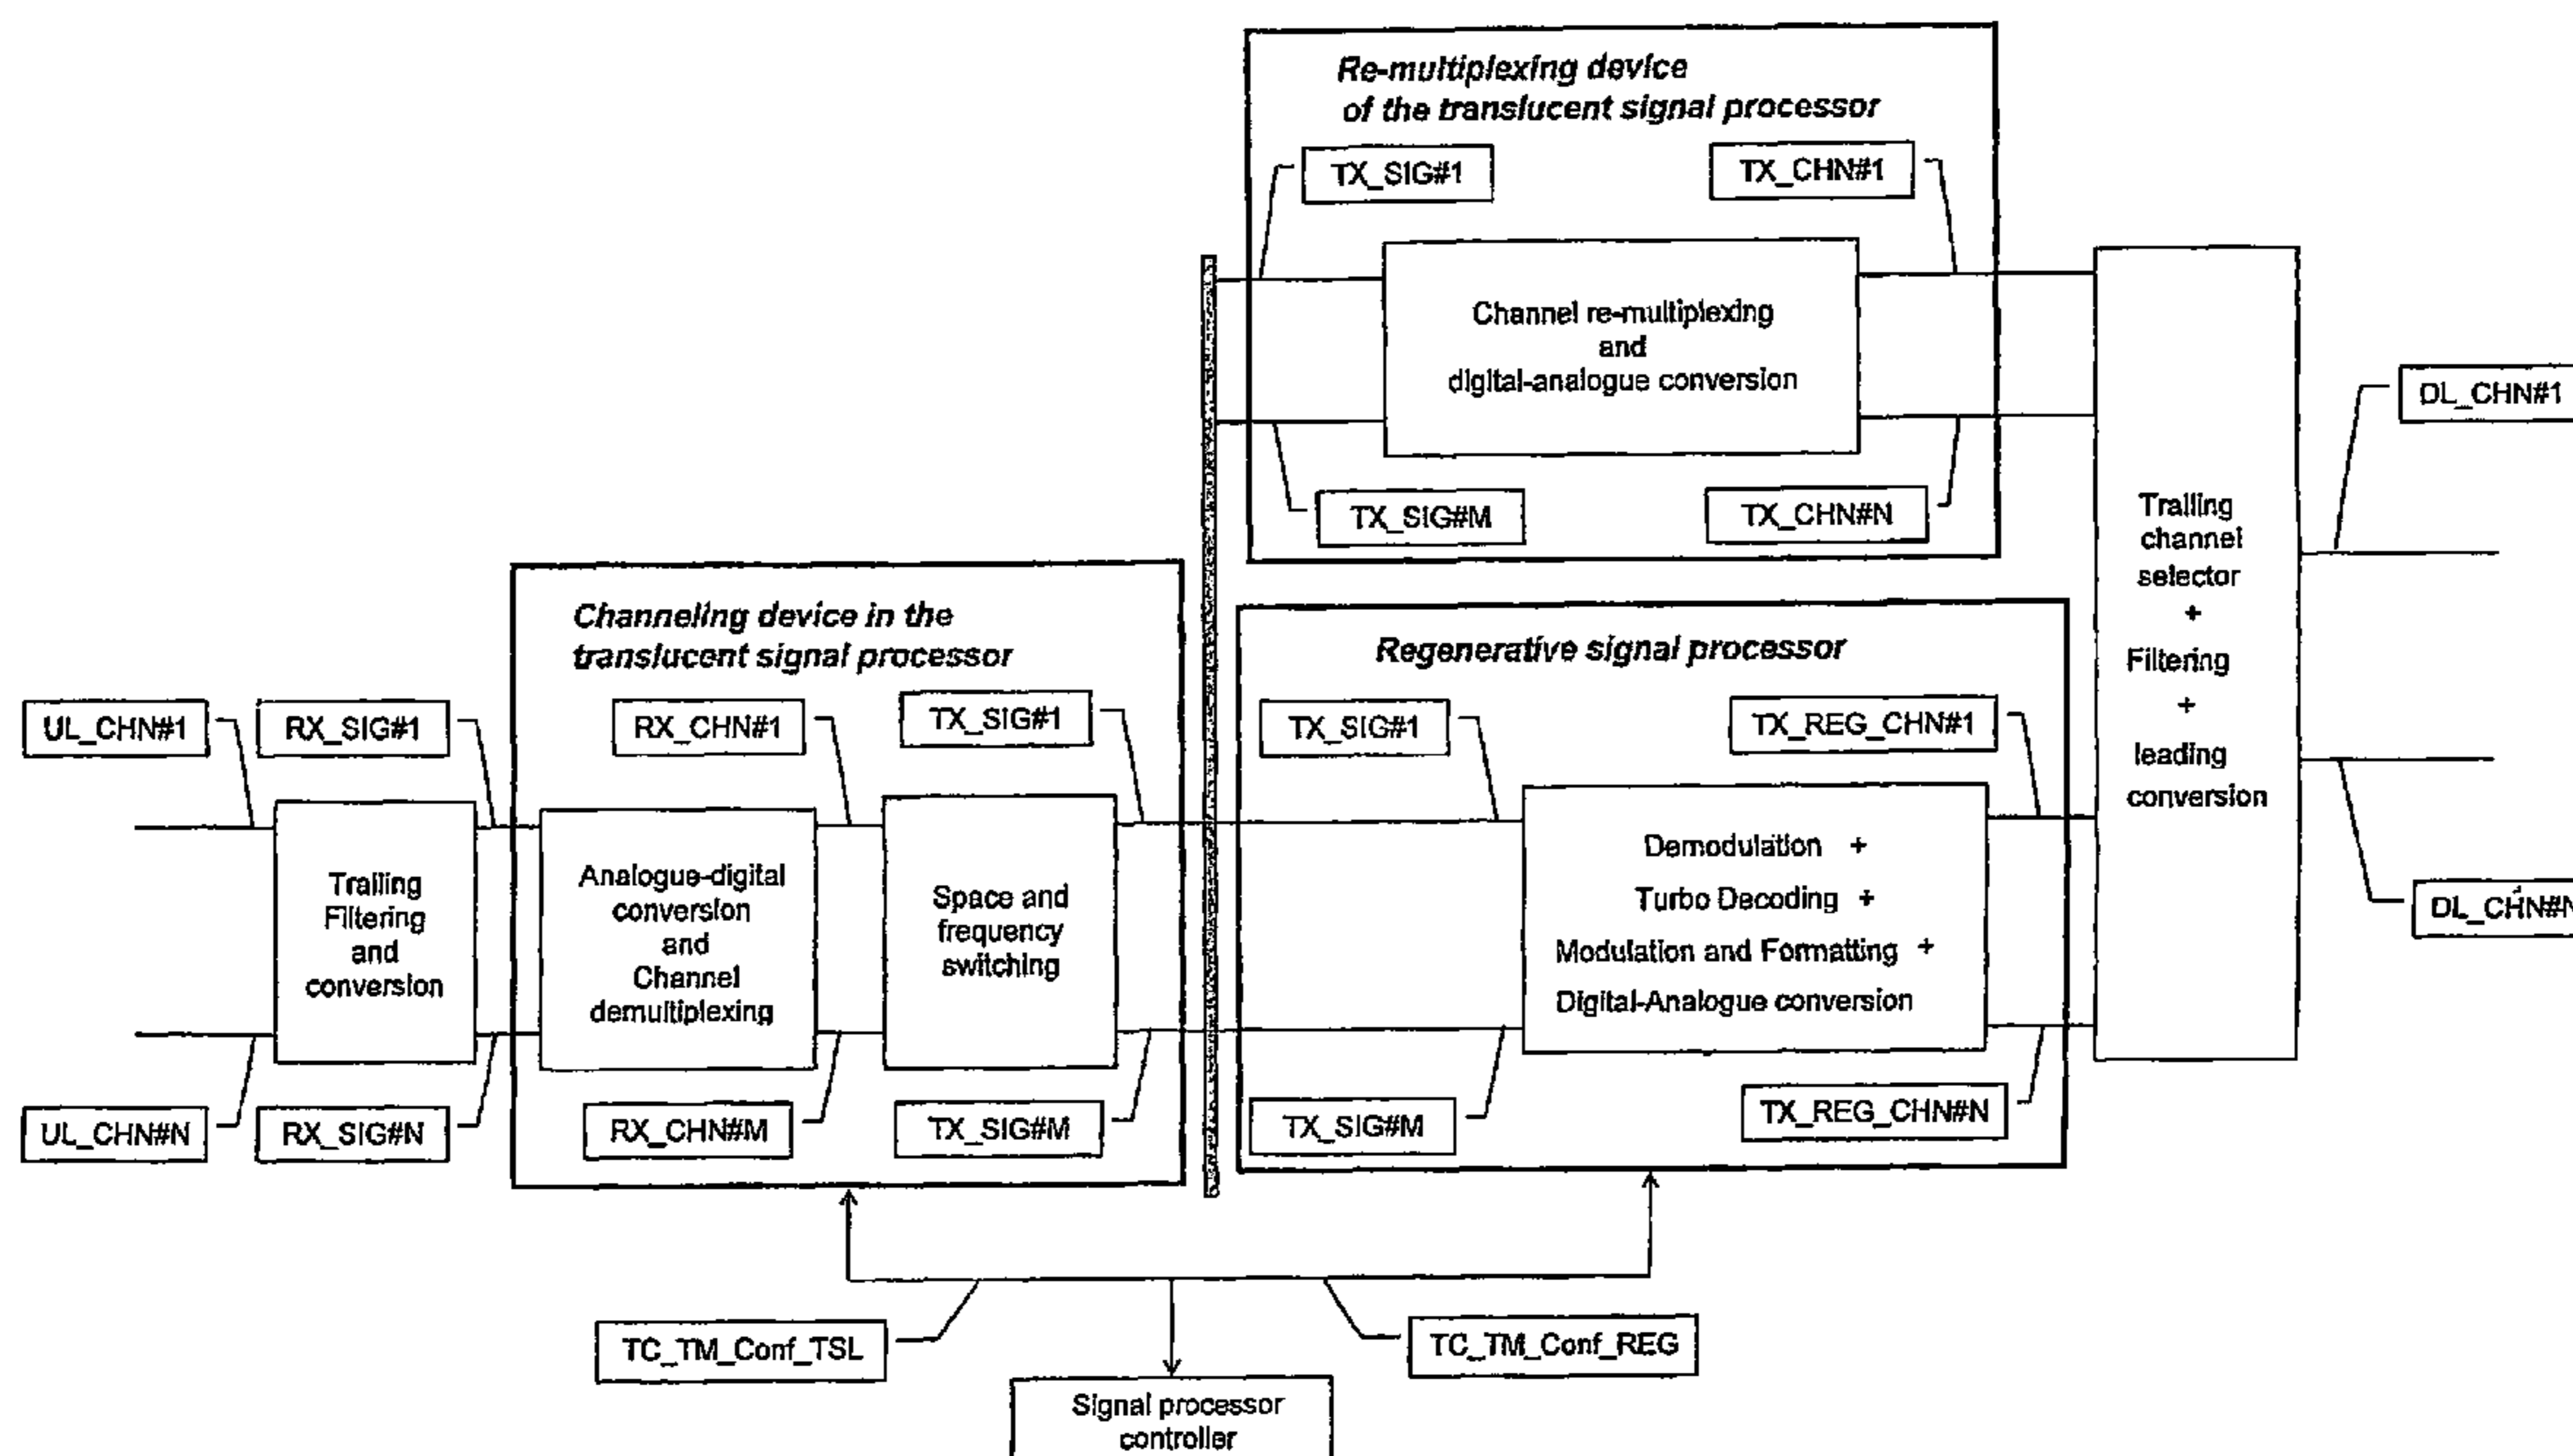 Re-multiplexing device
of the translucent signal processor
TX_SIG#1
TX_CHN#1
Channel re-multiplexing
and
digital-analogue conversion
TX_SIG#M
TX_CHN#N
DL_CHN#1
Trailing
channel
selector
+
Filtering
+
leading
conversion
DL_CHN#N
Channeling device in the
translucent signal processor
UL_CHN#1
RX_SIG#1
RX_CHN#1
TX_SIG#1
Trailing
Filtering
and
conversion
Analogue-digital
conversion
and
Channel
demultiplexing
Space and
frequency
switching
UL_CHN#N
RX_SIG#N
RX_CHN#M
TX_SIG#M
Regenerative signal processor
TX_SIG#1
TX_REG_CHN#1
Demodulation +
Turbo Decoding +
Modulation and Formatting +
Digital-Analogue conversion
TX_SIG#M
TX_REG_CHN#N
TC_TM_Conf_TSL
TC_TM_Conf_REG
Signal processor
controller